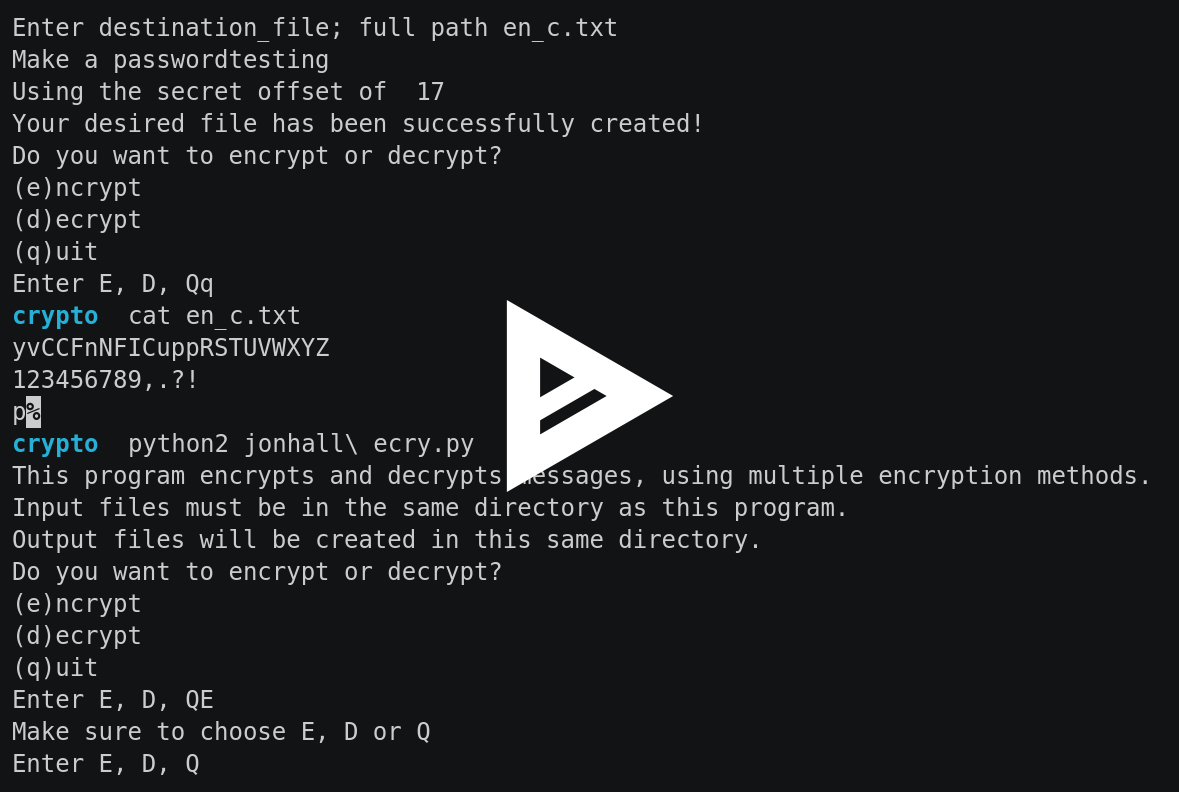 Enter destination_file; full path en_c.txt
Make a passwordtesting
Using the secret offset of  17
Your desired file has been successfully created!
Do you want to encrypt or decrypt?
(e)ncrypt
(d)ecrypt
(q)uit
Enter E, D, Qq
crypto  cat en_c.txt
yvCCFnNFICuppRSTUVWXYZ
123456789,.?!
p%
crypto  python2 jonhall\ ecry.py
This program encrypts and decrypts messages, using multiple encryption methods.
Input files must be in the same directory as this program.
Output files will be created in this same directory.
Do you want to encrypt or decrypt?
(e)ncrypt
(d)ecrypt
(q)uit
Enter E, D, QE
Make sure to choose E, D or Q
Enter E, D, Q